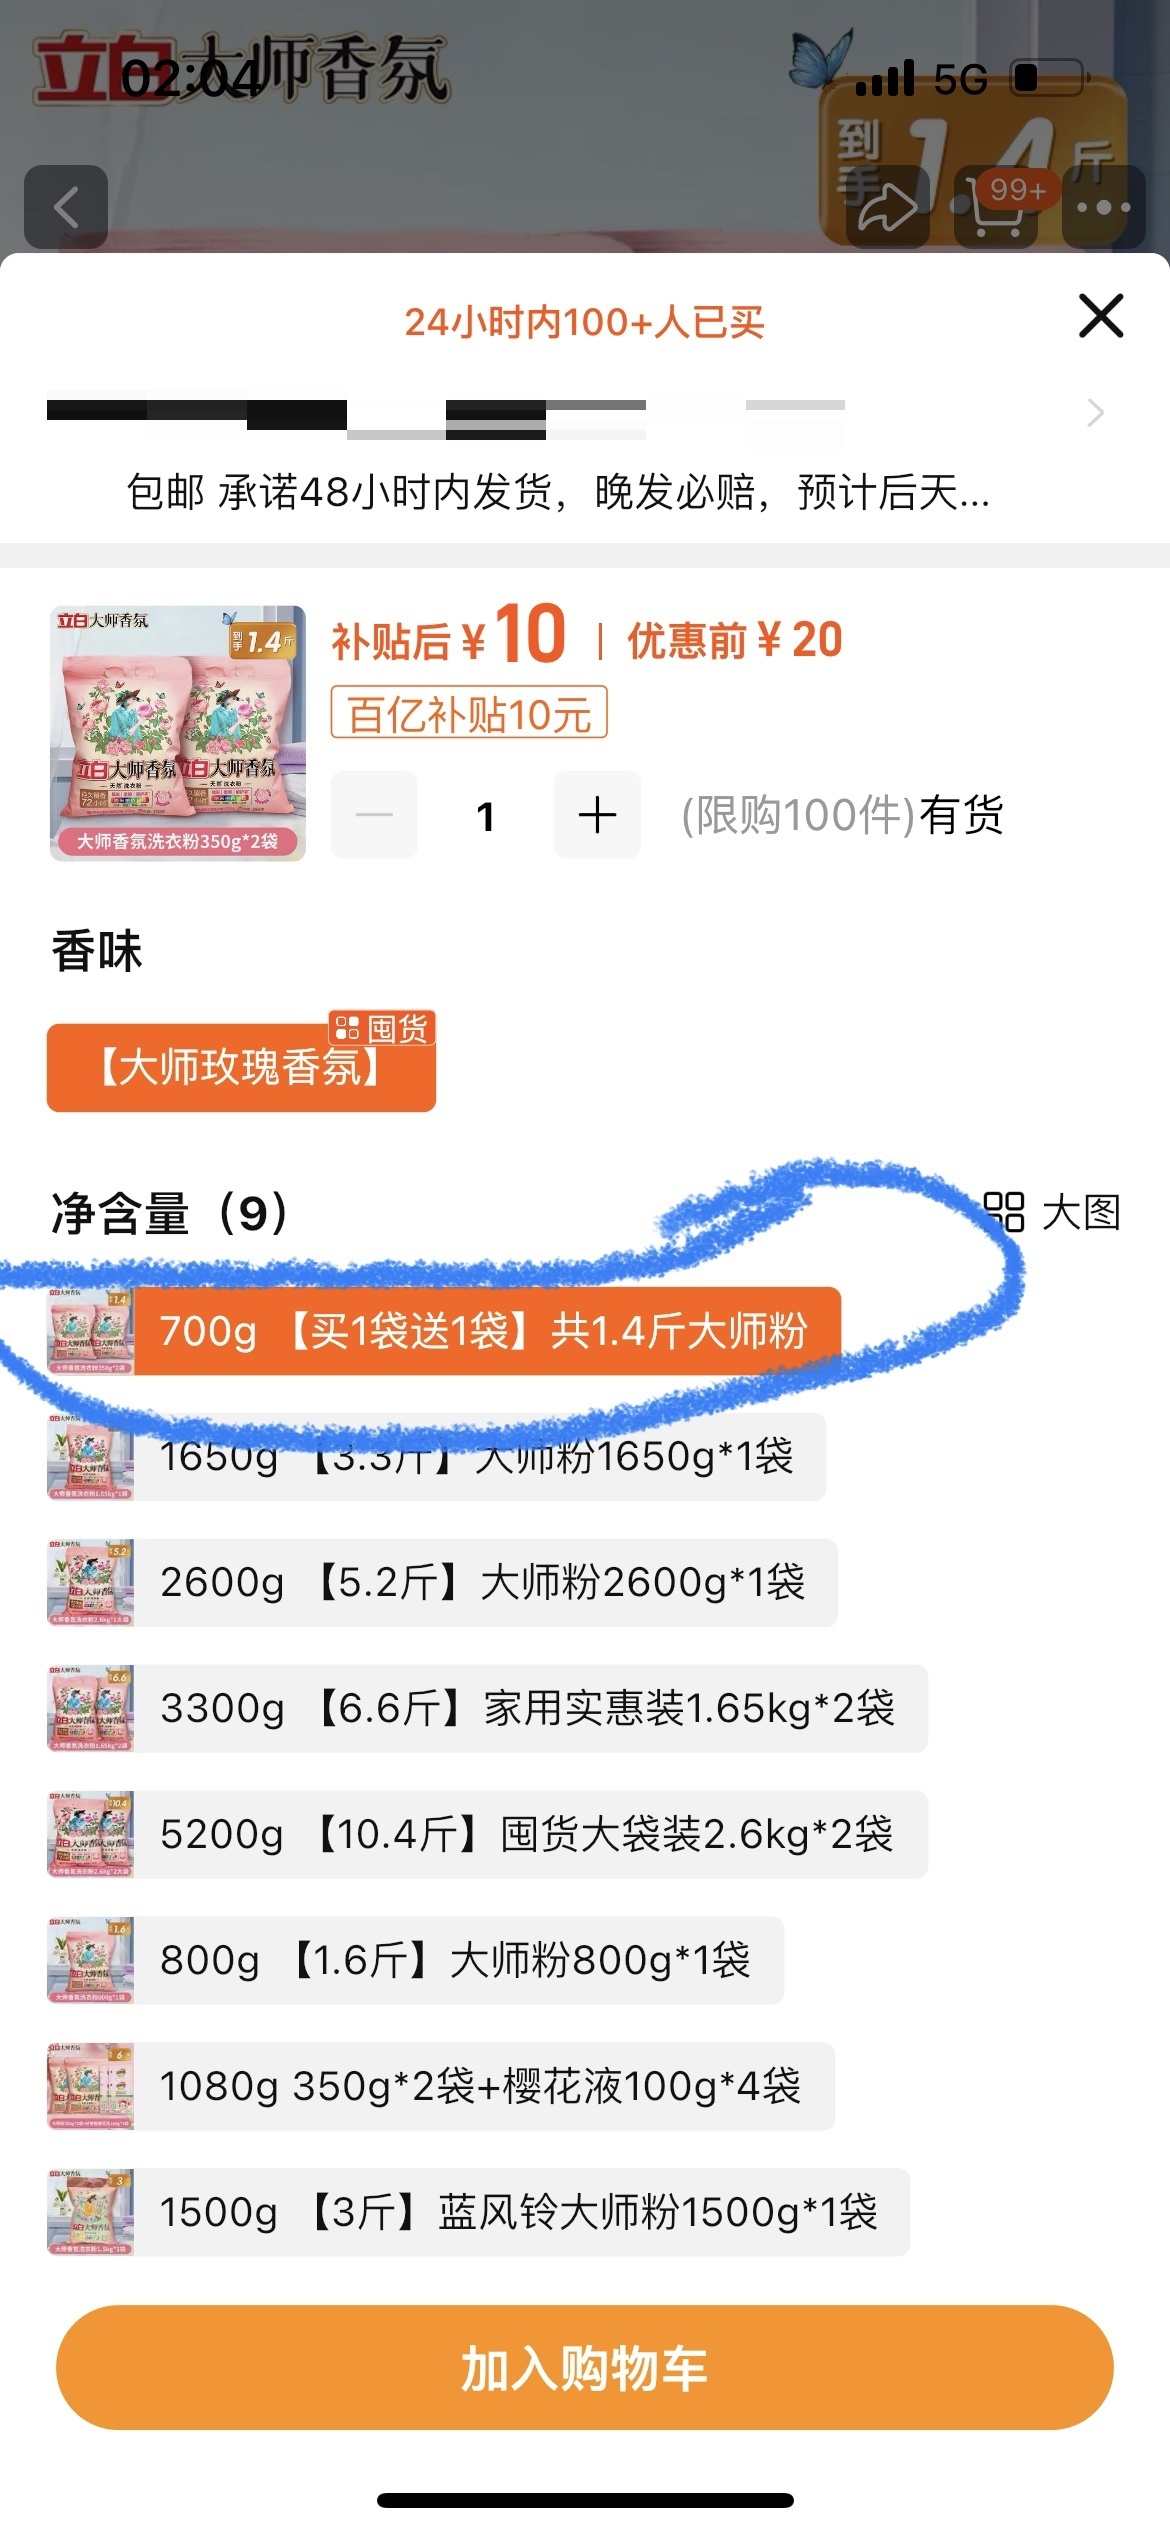 立白大师香氛
02:04
5G
到手1.4斤
99+
24小时内100+人已买
包邮 承诺48小时内发货，晚发必赔，预计后天...
立白大师香氛
到手1.4斤
立白大师香氛 立白大师香氛
天然洗衣粉
72小时
大师香氛洗衣粉350g*2袋
补贴后¥10 | 优惠前¥20
百亿补贴10元
1
(限购100件)有货
香味
囤货
【大师玫瑰香氛】
净含量（9）
大图
700g 【买1袋送1袋】共1.4斤大师粉
1650g 【3.3斤】大师粉1650g*1袋
2600g 【5.2斤】大师粉2600g*1袋
3300g 【6.6斤】家用实惠装1.65kg*2袋
5200g 【10.4斤】囤货大袋装2.6kg*2袋
800g 【1.6斤】大师粉800g*1袋
1080g 350g*2袋+樱花液100g*4袋
1500g 【3斤】蓝风铃大师粉1500g*1袋
加入购物车